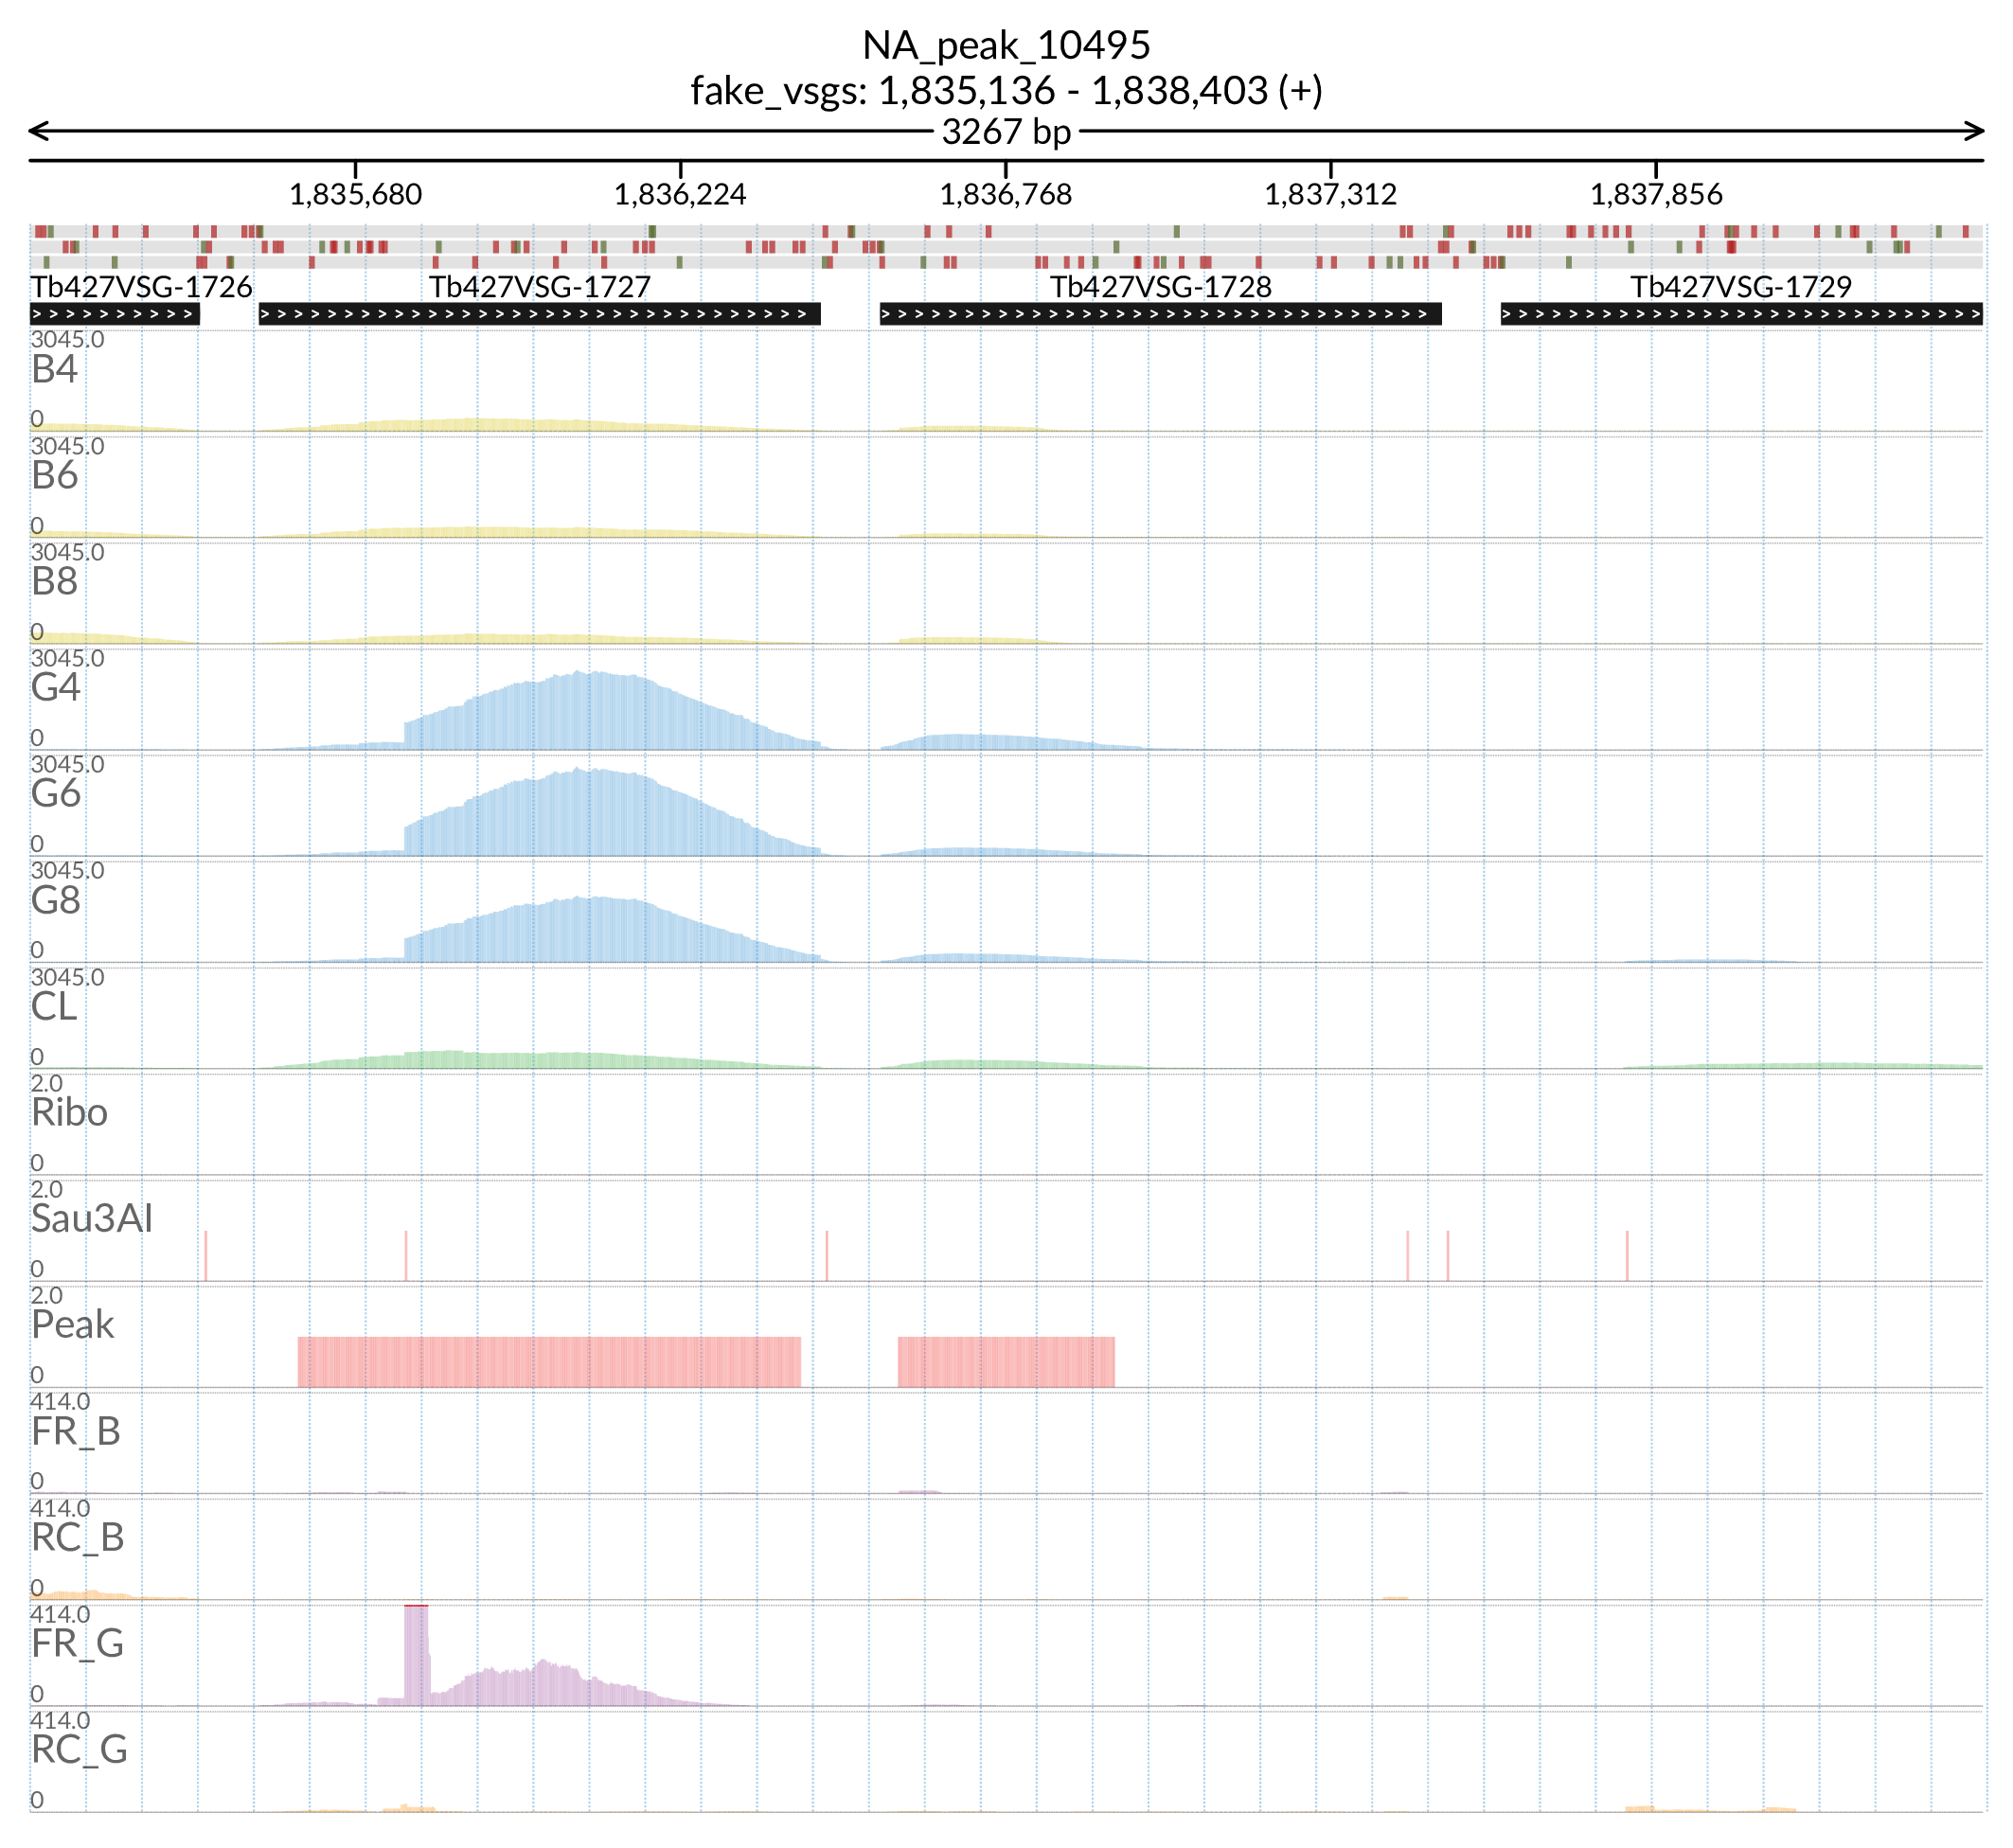 NA_peak_10495
fake_vsgs: 1,835,136 - 1,838,403 (+)
3267 bp
1,835,680 1,836,224 1,836,768 1,837,312 1,837,856
Tb427VSG-1726 Tb427VSG-1727 Tb427VSG-1728 Tb427VSG-1729
3045.0
B4
0
3045.0
B6
0
3045.0
B8
0
3045.0
G4
0
3045.0
G6
0
3045.0
G8
0
3045.0
CL
0
2.0
Ribo
0
2.0
Sau3AI
0
2.0
Peak
0
414.0
FR_B
0
414.0
RC_B
0
414.0
FR_G
0
414.0
RC_G
0